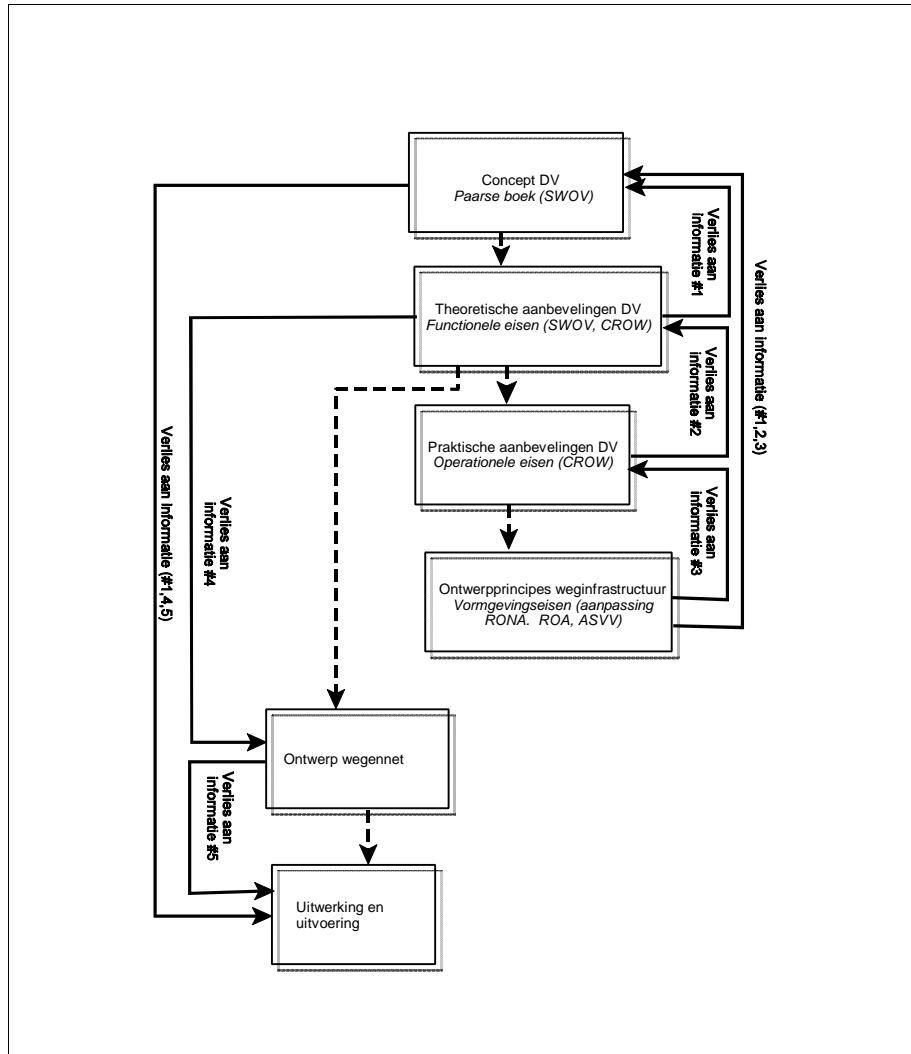 Concept DV
Paarse boek (SWOV)
Verlies aan
informatie #1
Theoretische aanbevelingen DV
Functionele eisen (SWOV, CROW)
Verlies aan informatie (#1,2,3)
Verlies aan
informatie #2
Praktische aanbevelingen DV
Operationele eisen (CROW)
Verlies aan
informatie #3
Ontwerpprincipes weginfrastructuur
Vormgevingseisen (aanpassing
RONA. ROA, ASVV)
Verlies aan informatie (#1,4,5)
Verlies aan
informatie #4
Ontwerp wegennet
Verlies aan
informatie #5
Uitwerking en
uitvoering